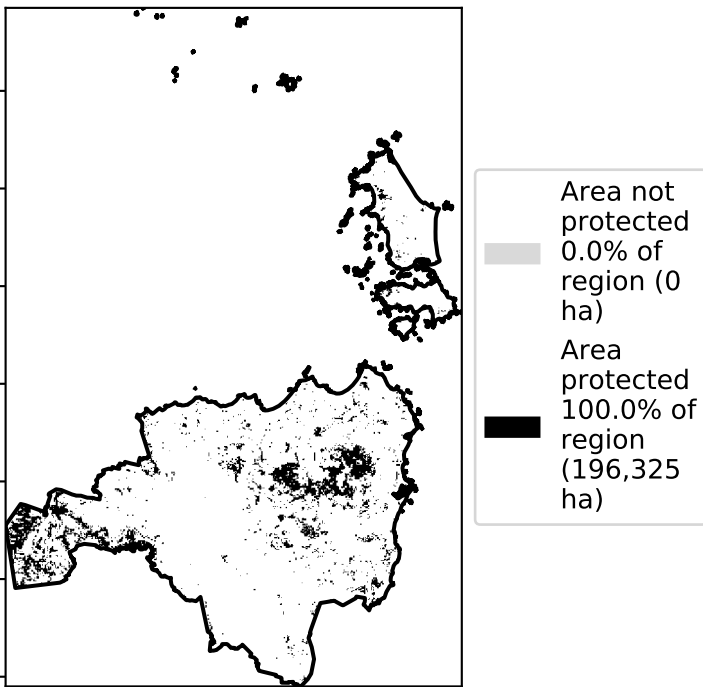 Area not
protected
0.0% of
region (0
ha)
Area
protected
100.0% of
region
(196,325
ha)